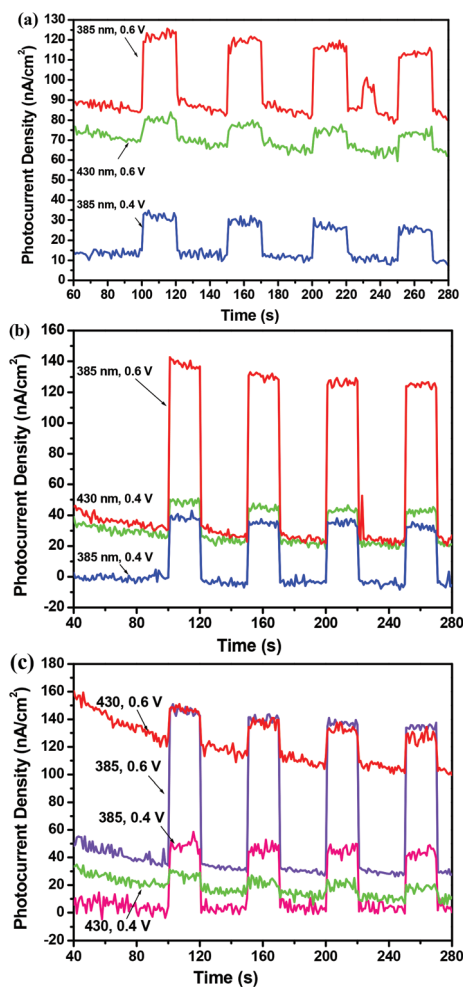 (a)
130
120
110
100
90
80
70
60
50
40
30
20
10
385 nm, 0.6 V
430 nm, 0.6 V
385 nm, 0.4 V
Photocurrent Density (nA/cm²)
60 80 100 120 140 160 180 200 220 240 260 280
Time (s)
(b)
160
140
120
100
80
60
40
20
0
-20
385 nm, 0.6 V
430 nm, 0.4 V
385 nm, 0.4 V
Photocurrent Density (nA/cm²)
40 80 120 160 200 240 280
Time (s)
(c)
180
160
140
120
100
80
60
40
20
0
-20
430, 0.6 V
385, 0.6 V
385, 0.4 V
430, 0.4 V
Photocurrent Density (nA/cm²)
40 80 120 160 200 240 280
Time (s)